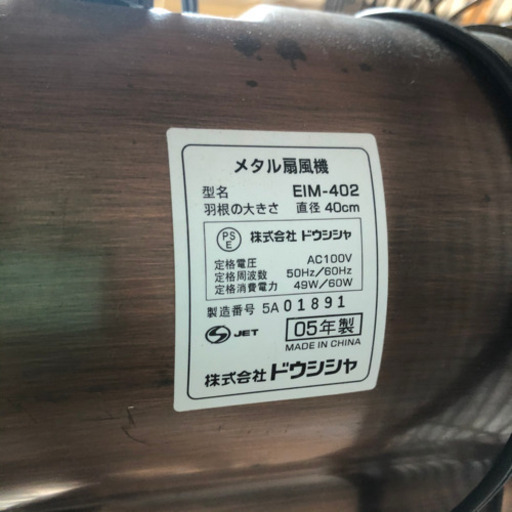 メタル扇風機
型名 EIM-402
羽根の大きさ 直径 40cm
PSE 株式会社 ドウシシャ
定格電圧 AC100V
定格周波数 50Hz/60Hz
定格消費電力 49W/60W
製造番号 5A01891
S JET 05年製
MADE IN CHINA
株式会社 ドウシシャ